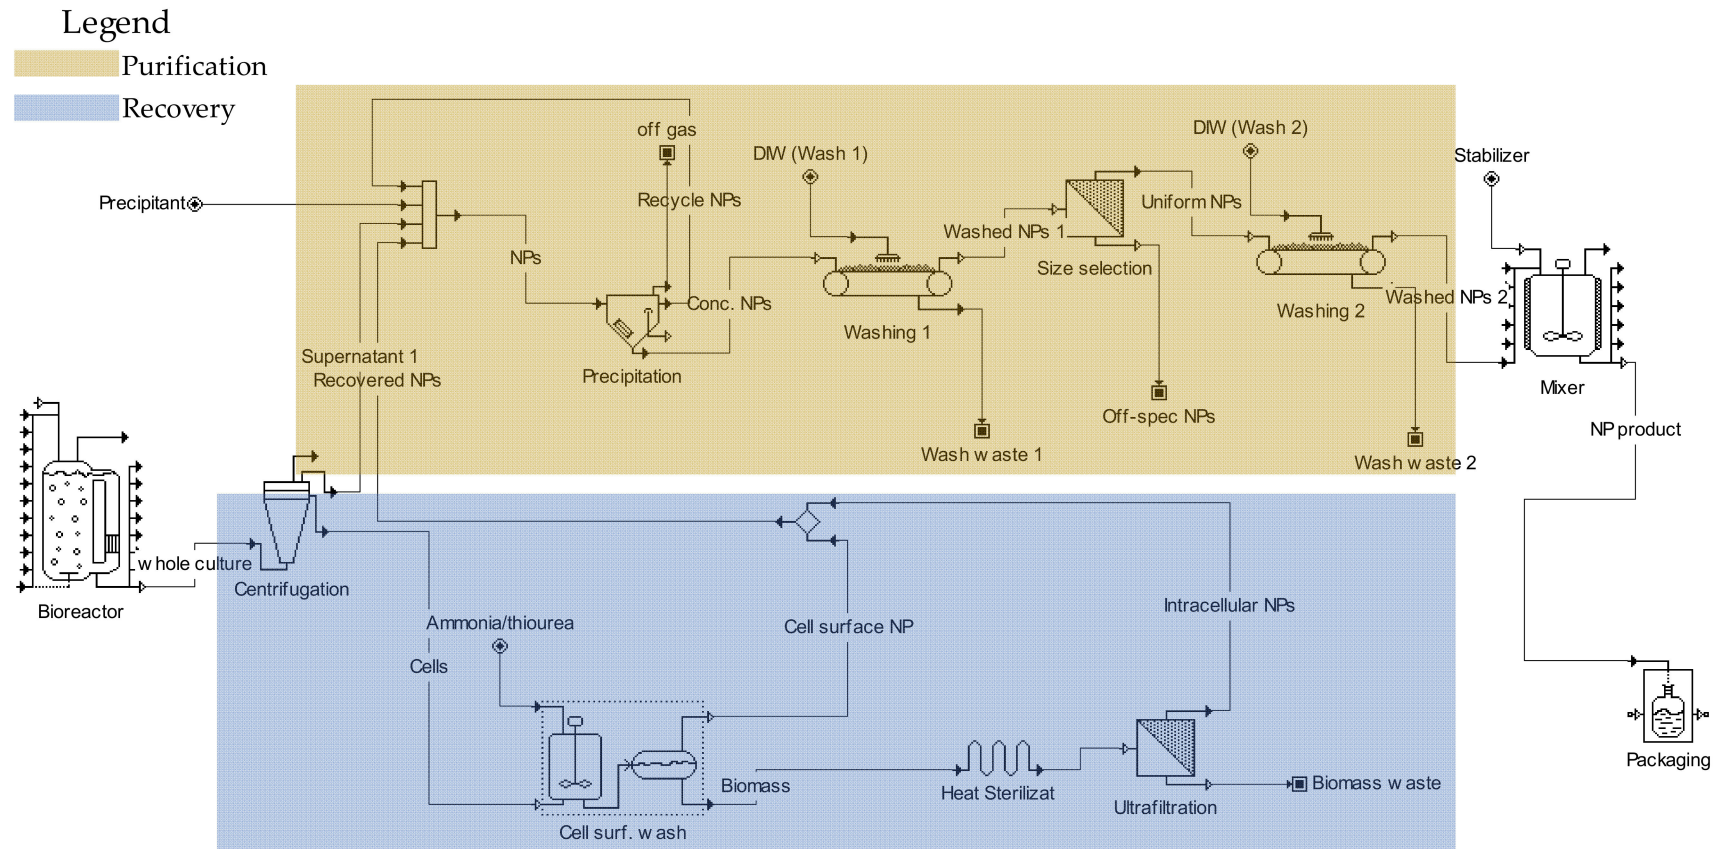 Legend
Purification
Recovery
off gas
DIW (Wash 1)
DIW (Wash 2)
Stabilizer
Precipitant
Recycle NPs
Uniform NPs
Washed NPs 1
NPs
Size selection
Conc. NPs
Washed NPs 2
Washing 1
Washing 2
Supernatant 1
Recovered NPs
Precipitation
Mixer
Off-spec NPs
NP product
Wash waste 1
Wash waste 2
whole culture
Centrifugation
Bioreactor
Intracellular NPs
Ammonia/thiourea
Cell surface NP
Cells
Packaging
Biomass
Heat Sterilizat
Biomass waste
Ultrafiltration
Cell surf. wash